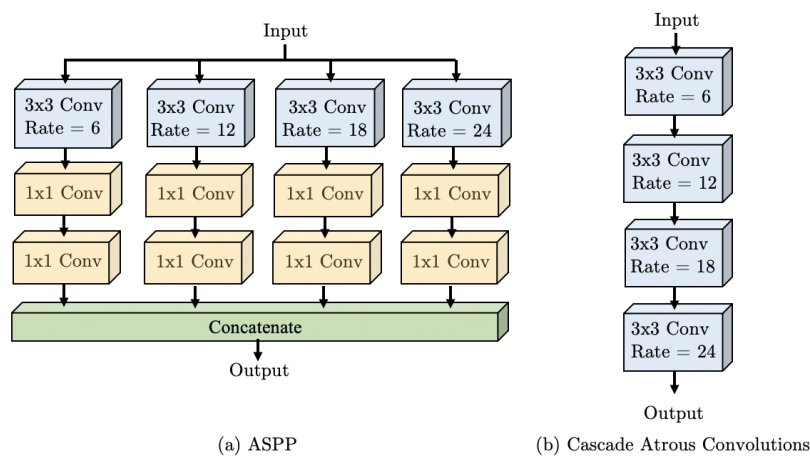 Input
3x3 Conv
Rate = 6
3x3 Conv
Rate = 12
3x3 Conv
Rate = 18
3x3 Conv
Rate = 24
1x1 Conv
1x1 Conv
1x1 Conv
1x1 Conv
1x1 Conv
1x1 Conv
1x1 Conv
1x1 Conv
Concatenate
Output
(a) ASPP
Input
3x3 Conv
Rate = 6
3x3 Conv
Rate = 12
3x3 Conv
Rate = 18
3x3 Conv
Rate = 24
Output
(b) Cascade Atrous Convolutions